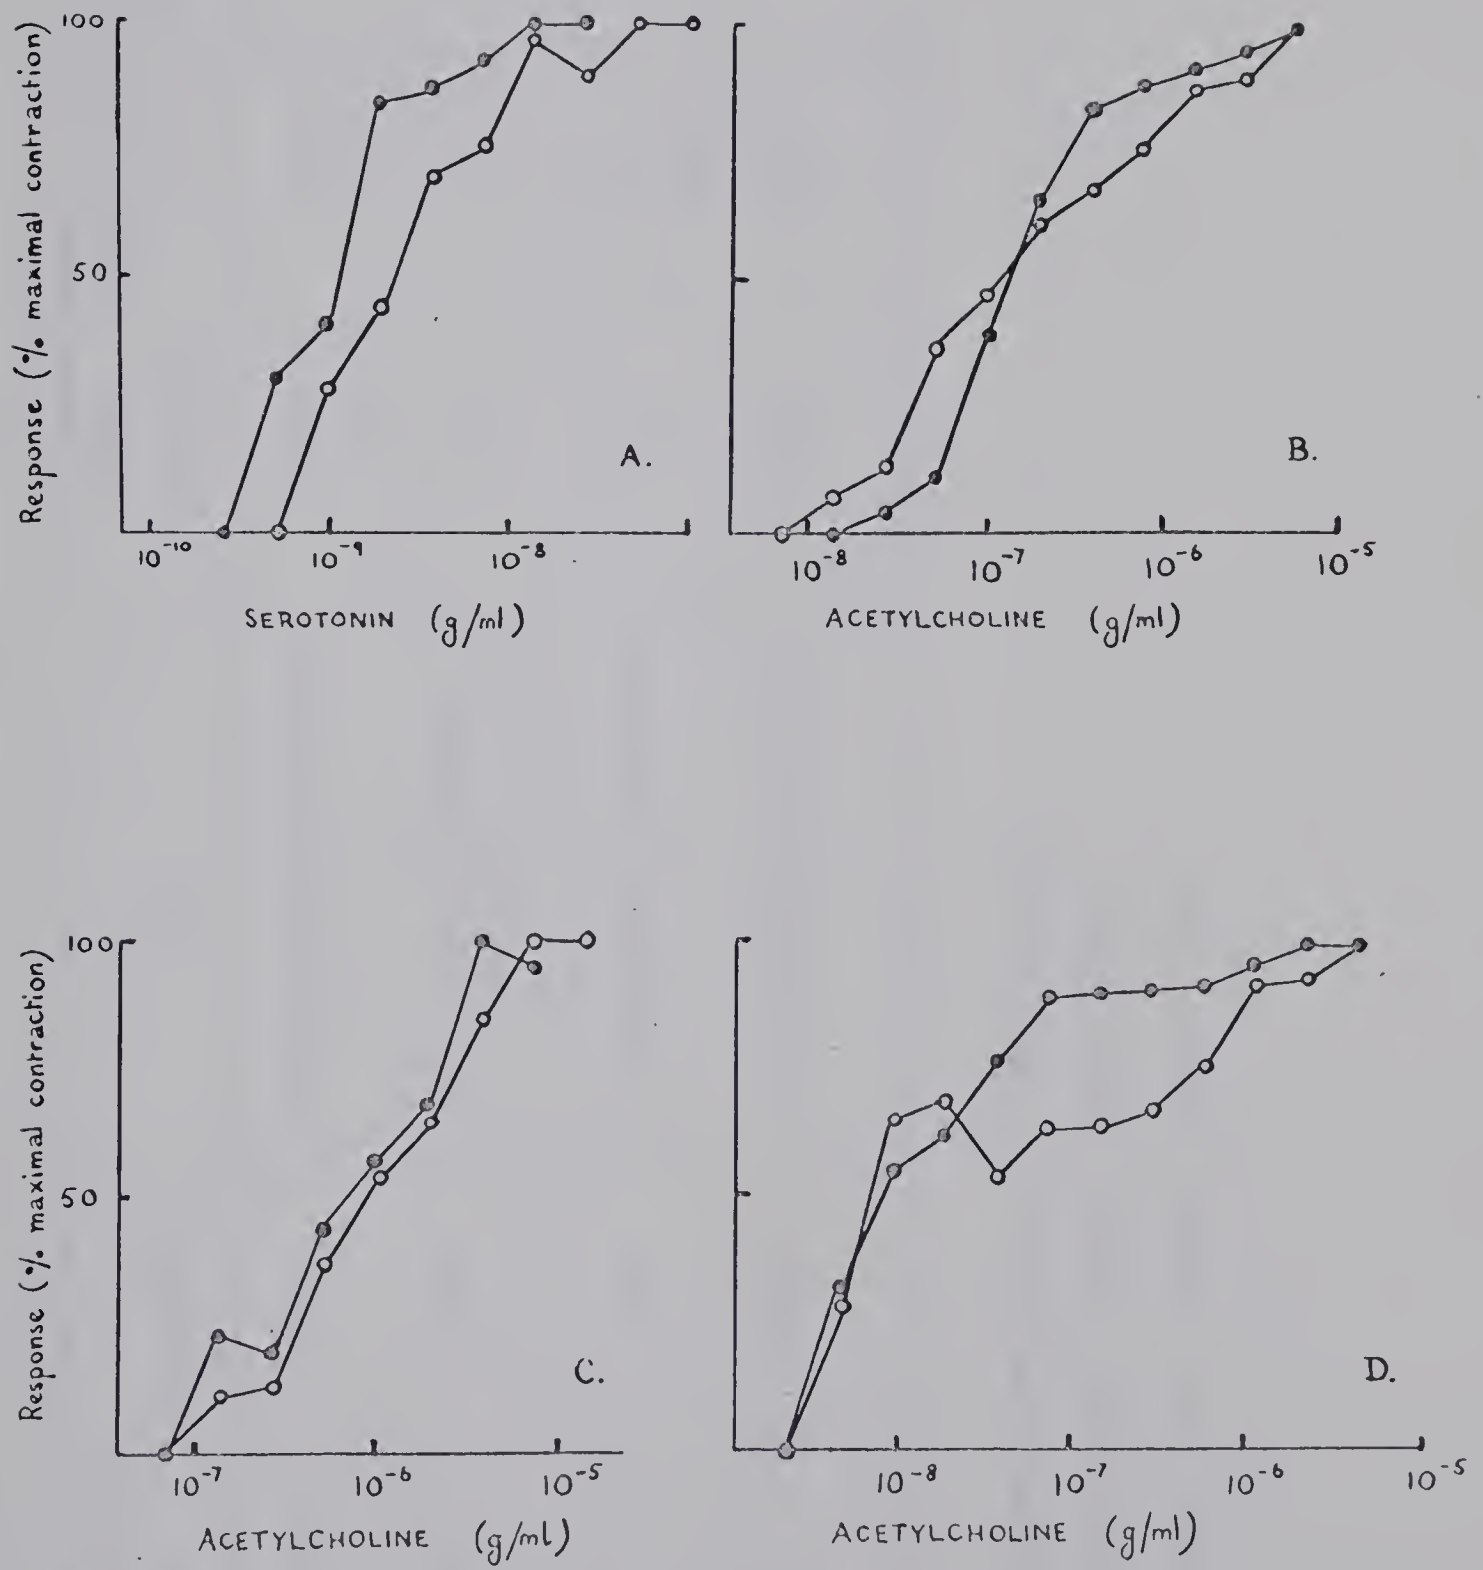 Response (% maximal contraction)
100
50
A.
10⁻¹⁰ 10⁻⁹ 10⁻⁸
SEROTONIN (g/ml)
B.
10⁻⁸ 10⁻⁷ 10⁻⁶ 10⁻⁵
ACETYLCHOLINE (g/ml)
Response (% maximal contraction)
100
50
C.
10⁻⁷ 10⁻⁶ 10⁻⁵
ACETYLCHOLINE (g/ml)
D.
10⁻⁸ 10⁻⁷ 10⁻⁶ 10⁻⁵
ACETYLCHOLINE (g/ml)